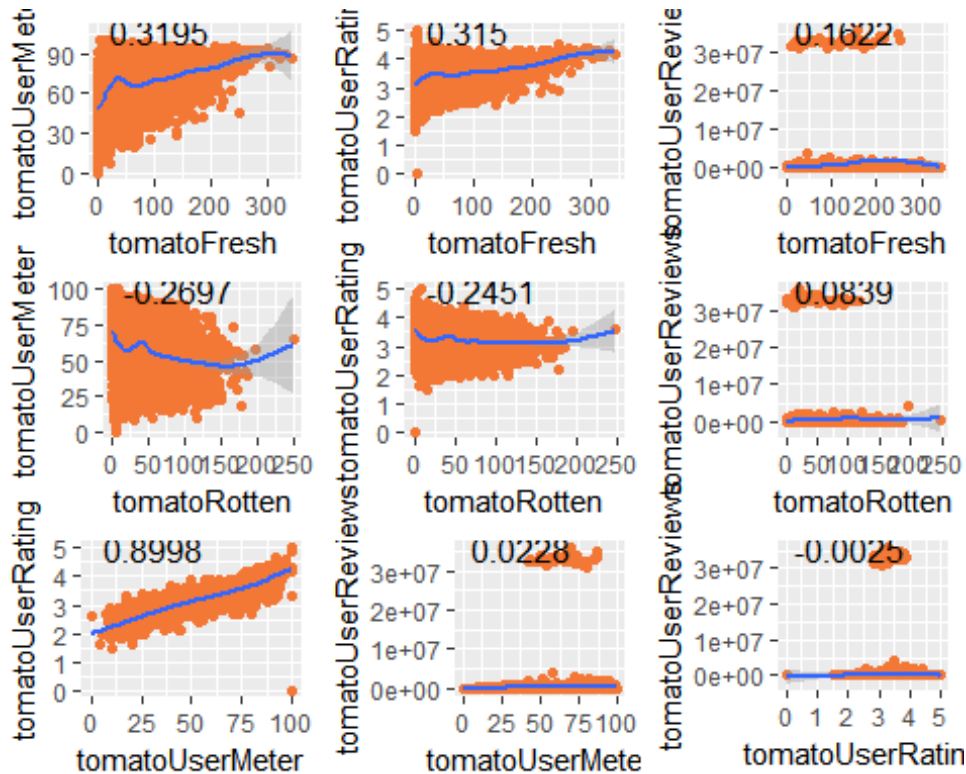 tomatoUserMete
0.3195
90
60
30
0
0 100 200 300
tomatoFresh
tomatoUserRatin
0.315
5
4
3
2
1
0
0 100 200 300
tomatoFresh
tomatoUserRevie
0.1622
3e+07
2e+07
1e+07
0e+00
0 100 200 300
tomatoFresh
tomatoUserMeter
-0.2697
100
75
50
25
0
0 50 100 150 200 250
tomatoRotten
tomatoUserRating
-0.2451
5
4
3
2
1
0
0 50 100 150 200 250
tomatoRotten
tomatoUserReviews
0.0839
3e+07
2e+07
1e+07
0e+00
0 50 100 150 200 250
tomatoRotten
tomatoUserRating
0.8998
5
4
3
2
1
0
0 25 50 75 100
tomatoUserMeter
tomatoUserReviews
0.0228
3e+07
2e+07
1e+07
0e+00
0 25 50 75 100
tomatoUserMete
tomatoUserReviews
-0.0025
3e+07
2e+07
1e+07
0e+00
0 1 2 3 4 5
tomatoUserRatin